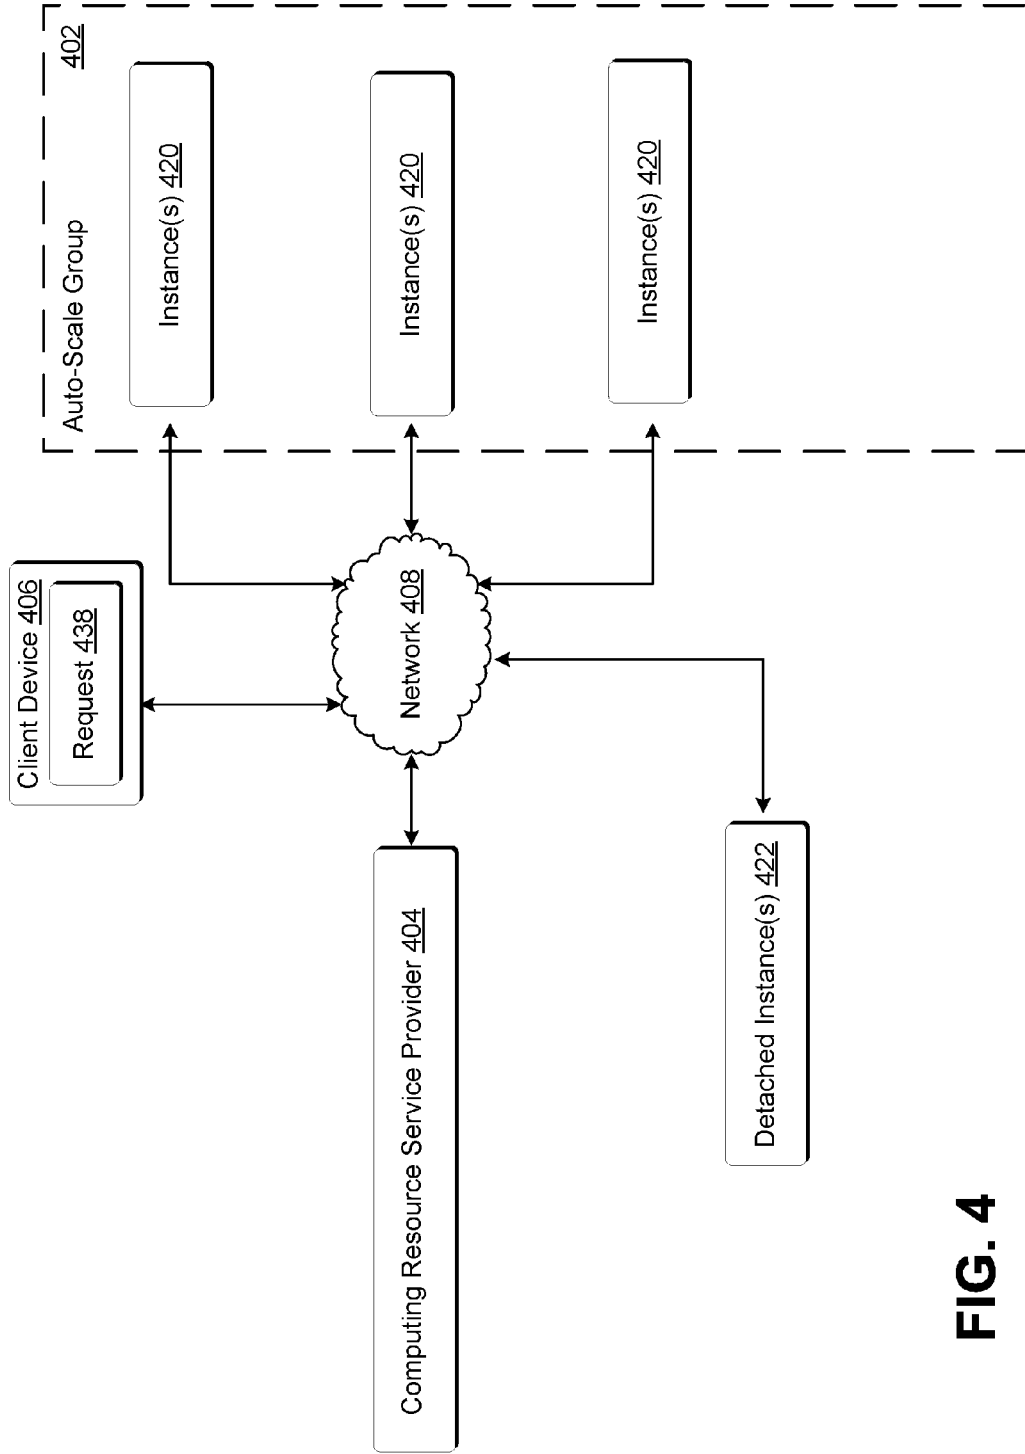 Client Device 406
Request 438
Auto-Scale Group
402
Instance(s) 420
Computing Resource Service Provider 404
Network 408
Instance(s) 420
Instance(s) 420
Detached Instance(s) 422
FIG. 4